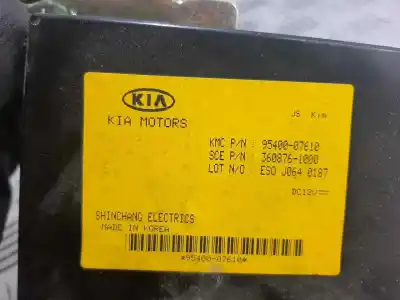 KIA
JS Kim
KIA MOTORS
KMC P/N : 95400-07610
SCE P/N : 360876-1000
LOT N/O : ESO J064 0187
DC12V
SHINCHANG ELECTRICS
MADE IN KOREA
*95400-07610*